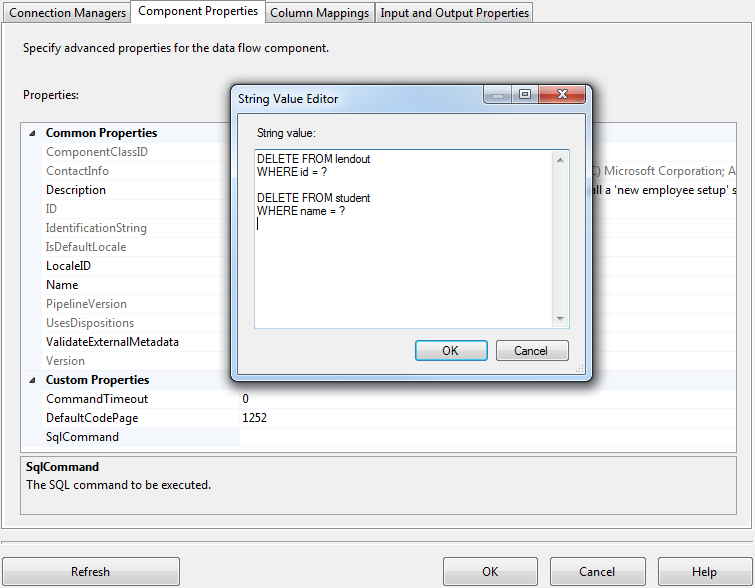 Connection Managers
Component Properties
Column Mappings
Input and Output Properties
Specify advanced properties for the data flow component.
Properties:
Common Properties
ComponentClassID
ContactInfo
) Microsoft Corporation; A
Description
all a 'new employee setup' s
ID
IdentificationString
IsDefaultLocale
LocaleID
Name
PipelineVersion
UsesDispositions
ValidateExternalMetadata
Version
Custom Properties
CommandTimeout 0
DefaultCodePage 1252
SqlCommand
String Value Editor
String value:
DELETE FROM lendout
WHERE id = ?
DELETE FROM student
WHERE name = ?
OK Cancel
SqlCommand
The SQL command to be executed.
Refresh OK Cancel Help